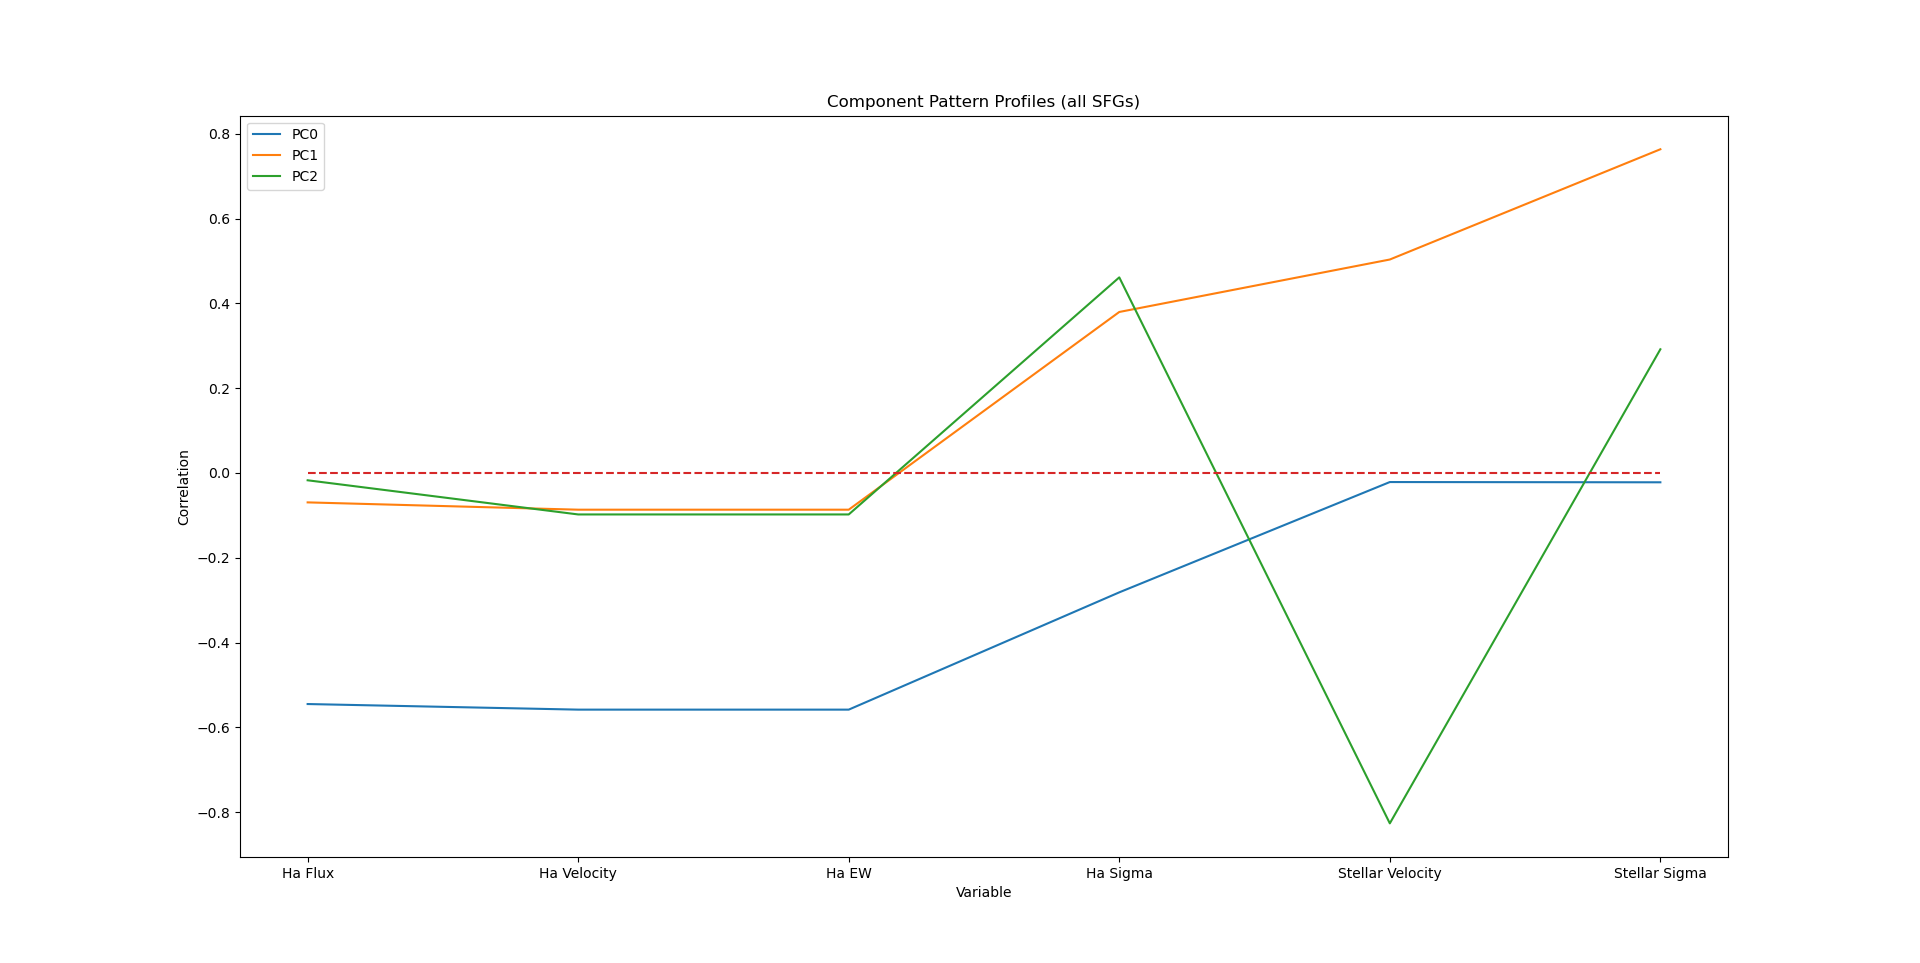 Component Pattern Profiles (all SFGs)
PC0
PC1
PC2
0.8
0.6
0.4
0.2
0.0
−0.2
−0.4
−0.6
−0.8
Correlation
Ha Flux Ha Velocity Ha EW Ha Sigma Stellar Velocity Stellar Sigma
Variable